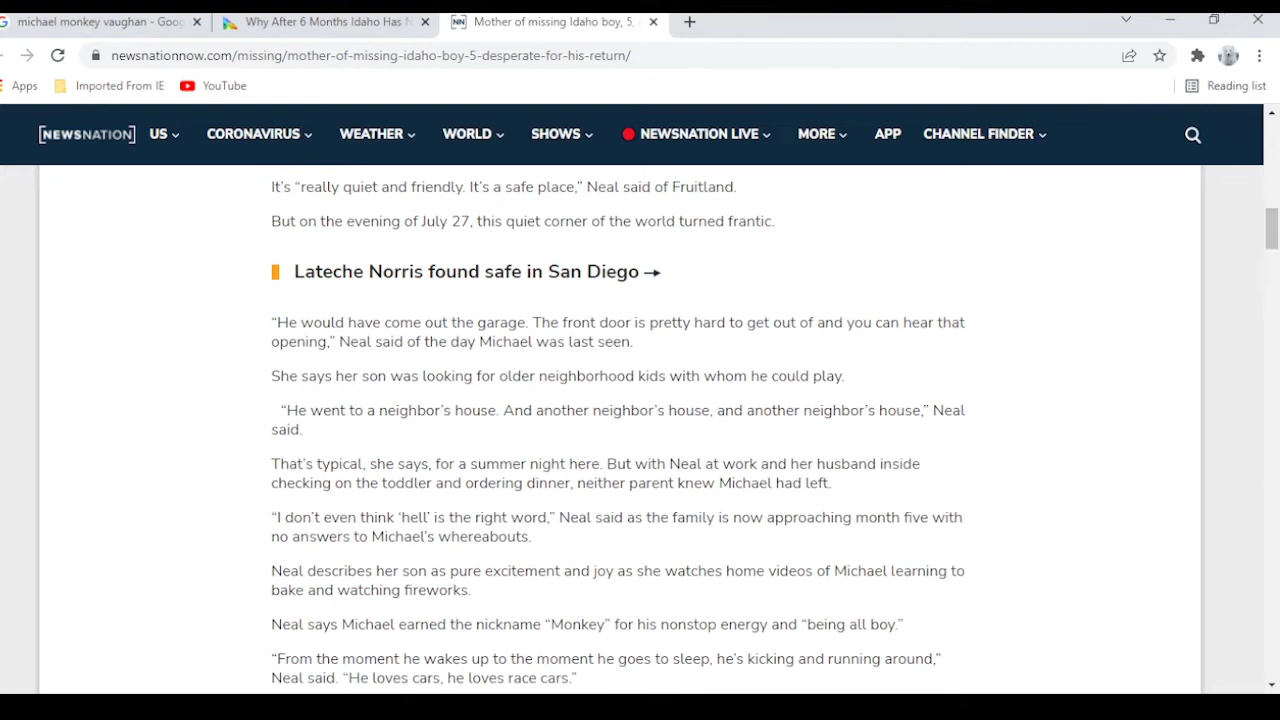 michael monkey vaughan - Goog
Why After 6 Months Idaho Has N
Mother of missing Idaho boy, 5,
newsnationnow.com/missing/mother-of-missing-idaho-boy-5-desperate-for-his-return/
Apps
Imported From IE
YouTube
Reading list
[NEWSNATION] US CORONAVIRUS WEATHER WORLD SHOWS NEWSNATION LIVE MORE APP CHANNEL FINDER
It’s “really quiet and friendly. It’s a safe place,” Neal said of Fruitland.
But on the evening of July 27, this quiet corner of the world turned frantic.
Lateche Norris found safe in San Diego →
“He would have come out the garage. The front door is pretty hard to get out of and you can hear that
opening,” Neal said of the day Michael was last seen.
She says her son was looking for older neighborhood kids with whom he could play.
“He went to a neighbor’s house. And another neighbor’s house, and another neighbor’s house,” Neal
said.
That’s typical, she says, for a summer night here. But with Neal at work and her husband inside
checking on the toddler and ordering dinner, neither parent knew Michael had left.
“I don’t even think ‘hell’ is the right word,” Neal said as the family is now approaching month five with
no answers to Michael’s whereabouts.
Neal describes her son as pure excitement and joy as she watches home videos of Michael learning to
bake and watching fireworks.
Neal says Michael earned the nickname “Monkey” for his nonstop energy and “being all boy.”
“From the moment he wakes up to the moment he goes to sleep, he’s kicking and running around,”
Neal said. “He loves cars, he loves race cars.”